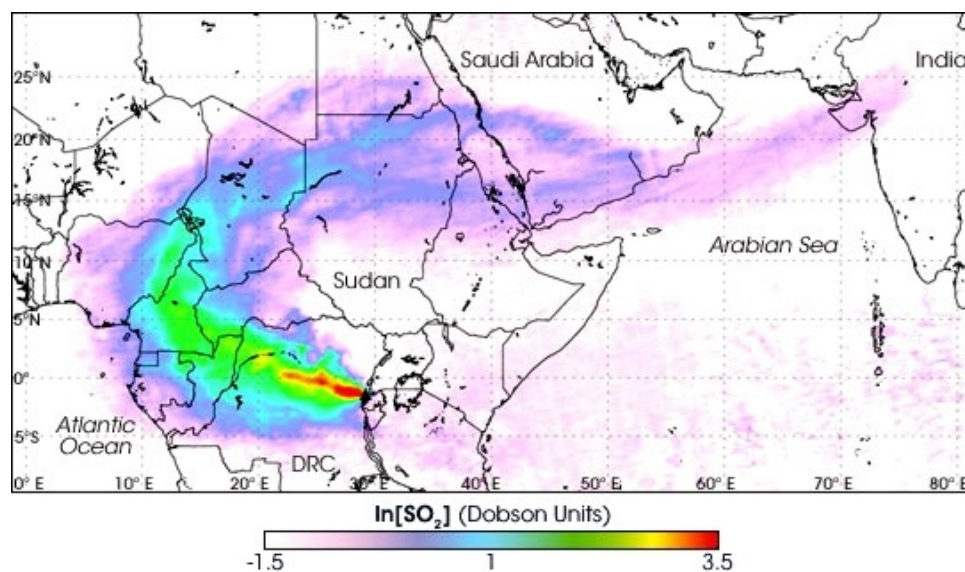 Saudi Arabia
India
25°N
20°N
15°N
Arabian Sea
10°N
Sudan
5°N
0°
Atlantic
Ocean
5°S
DRC
0° E
10° E
20° E
30° E
40° E
50° E
60° E
70° E
80° E
ln[SO₂] (Dobson Units)
-1.5
1
3.5